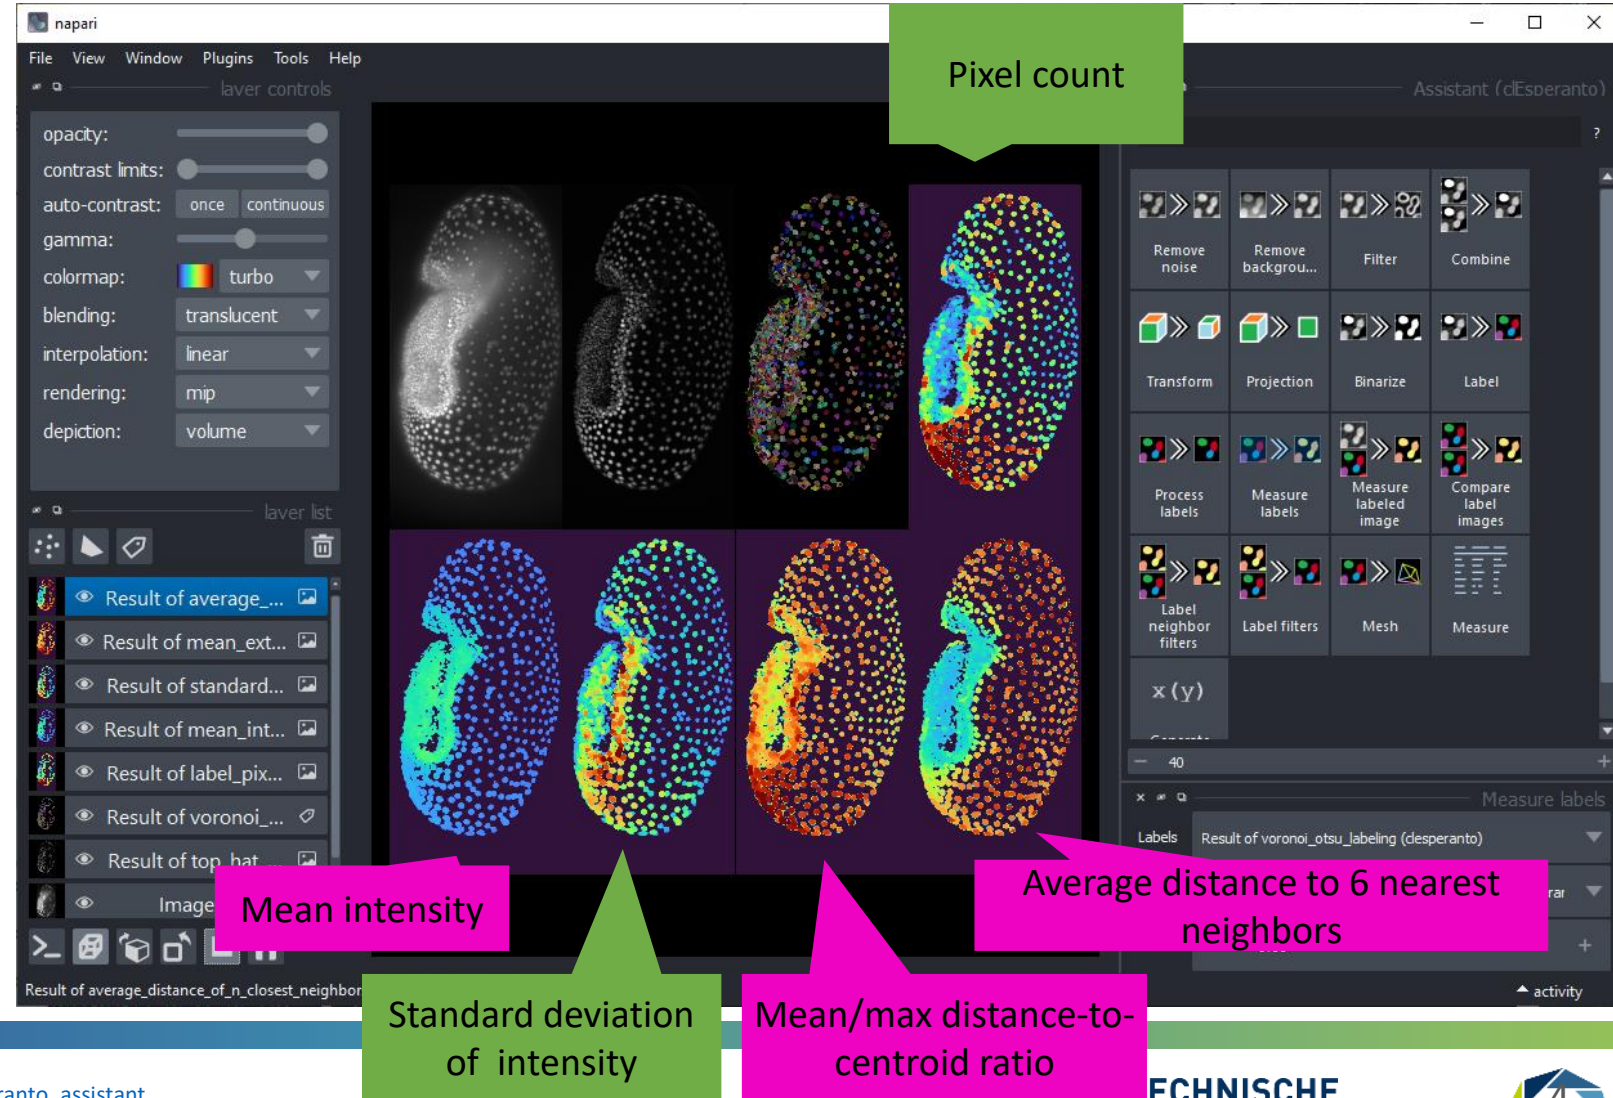 napari
File View Window Plugins Tools Help
layer controls
Assistant (clEsperanto)
Pixel count
?
opacity:
contrast limits:
auto-contrast: once continuous
gamma:
colormap: turbo
blending: translucent
interpolation: linear
rendering: mip
depiction: volume
layer list
Result of average_...
Result of mean_ext...
Result of standard...
Result of mean_int...
Result of label_pix...
Result of voronoi_...
Result of top_hat_...
Image
Result of average_distance_of_n_closest_neighbor
Remove noise
Remove backgrou...
Filter
Combine
Transform
Projection
Binarize
Label
Process labels
Measure labels
Measure labeled image
Compare label images
Label neighbor filters
Label filters
Mesh
Measure
x(y)
Generate
40
Measure labels
Labels Result of voronoi_otsu_labeling (clesperanto)
activity
Mean intensity
Standard deviation
of intensity
Mean/max distance-to-
centroid ratio
Average distance to 6 nearest
neighbors
ranto_assistant
ECHNISCHE